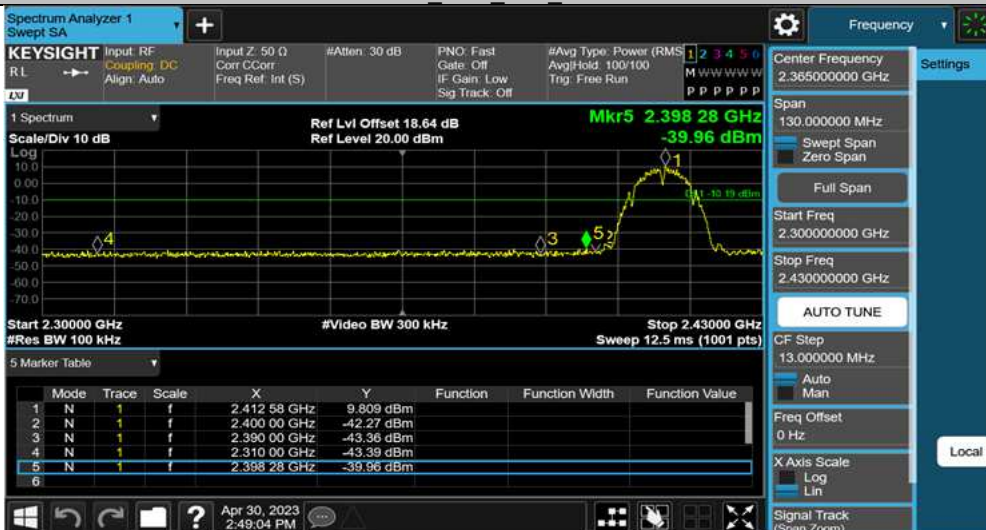 Spectrum Analyzer 1
Swept SA
+
Frequency
KEYSIGHT
RL
LXI
Input: RF
Coupling: DC
Align: Auto
Input Z: 50 Ω
Corr CCorr
Freq Ref: Int (S)
#Atten: 30 dB
PNO: Fast
Gate: Off
IF Gain: Low
Sig Track: Off
#Avg Type: Power (RMS
Avg|Hold: 100/100
Trig: Free Run
1 2 3 4 5 6
M W W W W W
P P P P P P
Center Frequency
2.365000000 GHz
Settings
Span
130.000000 MHz
Swept Span
Zero Span
Full Span
Start Freq
2.300000000 GHz
Stop Freq
2.430000000 GHz
AUTO TUNE
CF Step
13.000000 MHz
Auto
Man
Freq Offset
0 Hz
X Axis Scale
Log
Lin
Signal Track
(Span Zoom)
Local
1 Spectrum
Scale/Div 10 dB
Ref Lvl Offset 18.64 dB
Ref Level 20.00 dBm
Mkr5 2.398 28 GHz
-39.96 dBm
Log
10.0
0.00
-10.0
-20.0
-30.0
-40.0
-50.0
-60.0
-70.0
1
-10.19 dBm
4
3
5
Start 2.30000 GHz
#Res BW 100 kHz
#Video BW 300 kHz
Stop 2.43000 GHz
Sweep 12.5 ms (1001 pts)
5 Marker Table
Mode Trace Scale X Y Function Function Width Function Value
1 N 1 f 2.412 58 GHz 9.809 dBm
2 N 1 f 2.400 00 GHz -42.27 dBm
3 N 1 f 2.390 00 GHz -43.36 dBm
4 N 1 f 2.310 00 GHz -43.39 dBm
5 N 1 f 2.398 28 GHz -39.96 dBm
6
?
Apr 30, 2023
2:49:04 PM